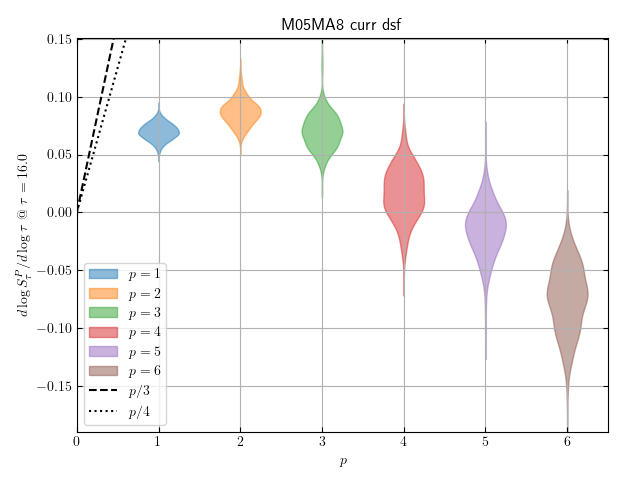 M05MA8 curr dsf
d log S_τ^P / d log τ @ τ = 16.0
0.15
0.10
0.05
0.00
−0.05
−0.10
−0.15
p = 1
p = 2
p = 3
p = 4
p = 5
p = 6
p/3
p/4
0 1 2 3 4 5 6
p